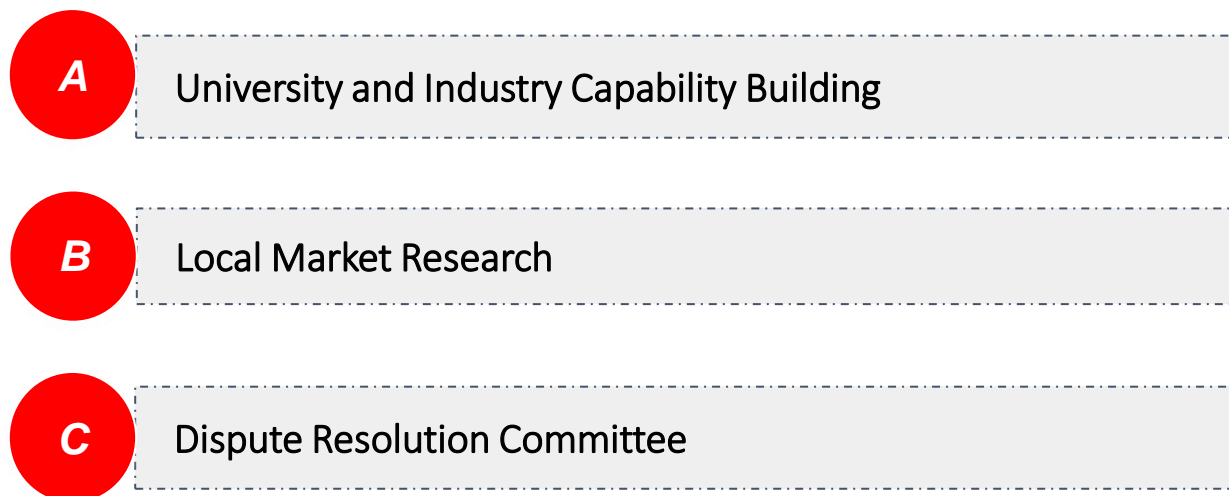 A
University and Industry Capability Building
B
Local Market Research
C
Dispute Resolution Committee